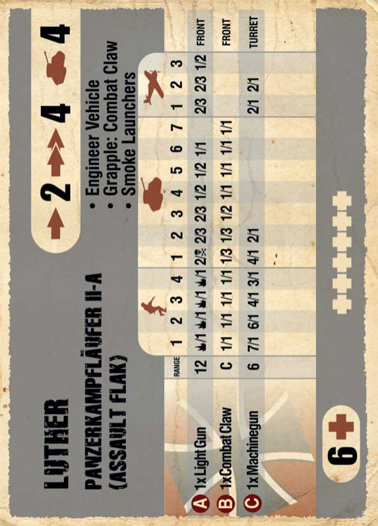 LUTHER
PANZERKAMPFLÄUFER II-A
(ASSAULT FLAK)
2 4 4
• Engineer Vehicle
• Grapple: Combat Claw
• Smoke Launchers
RANGE 1 2 3 4 1 2 3 4 5 6 7 1 2 3
A 1x Light Gun 12 /1 /1 /1 /1 2/ 2/3 2/3 1/2 1/2 1/1 2/3 2/3 1/2 FRONT
B 1x Combat Claw C 1/1 1/1 1/1 1/1 1/3 1/3 1/2 1/1 1/1 1/1 1/1 FRONT
C 1x Machinegun 6 7/1 6/1 4/1 3/1 4/1 2/1 2/1 2/1 TURRET
6